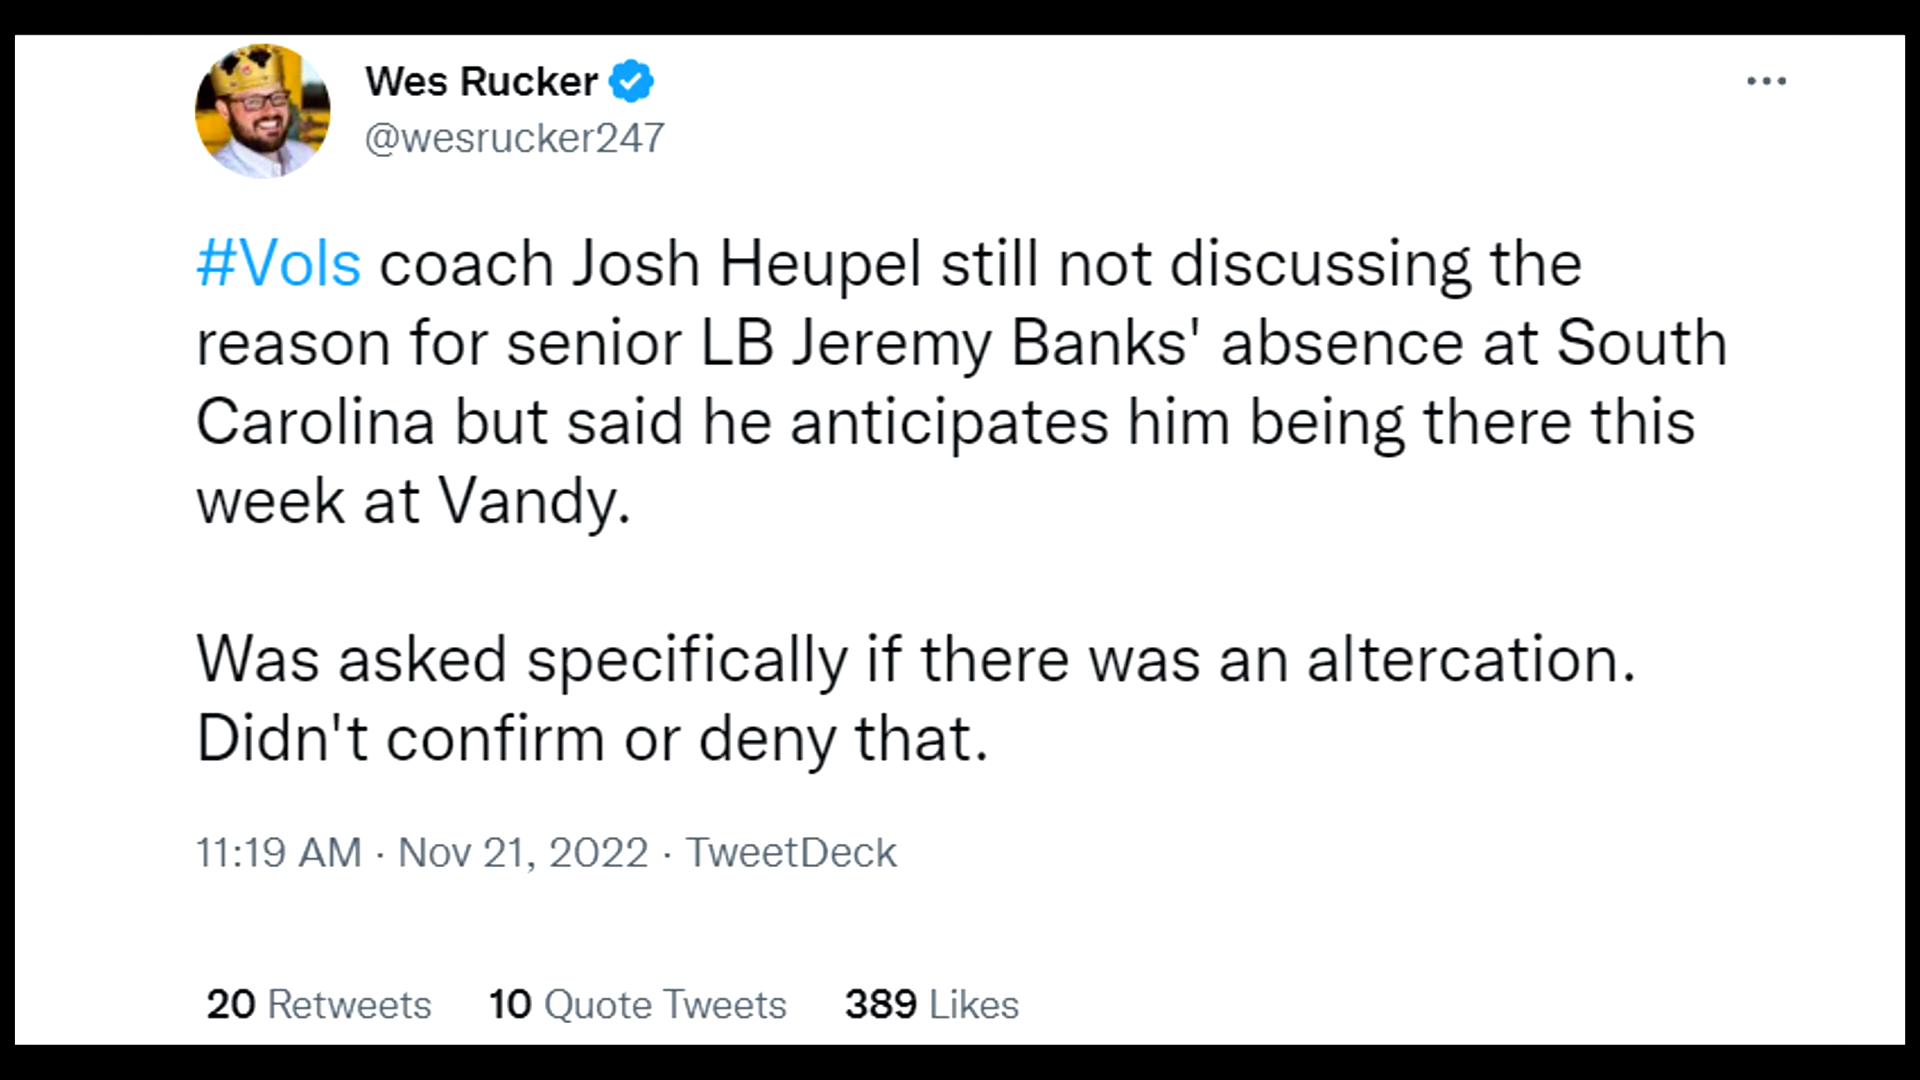 Wes Rucker
@wesrucker247
#Vols coach Josh Heupel still not discussing the
reason for senior LB Jeremy Banks' absence at South
Carolina but said he anticipates him being there this
week at Vandy.
Was asked specifically if there was an altercation.
Didn't confirm or deny that.
11:19 AM · Nov 21, 2022 · TweetDeck
20 Retweets 10 Quote Tweets 389 Likes